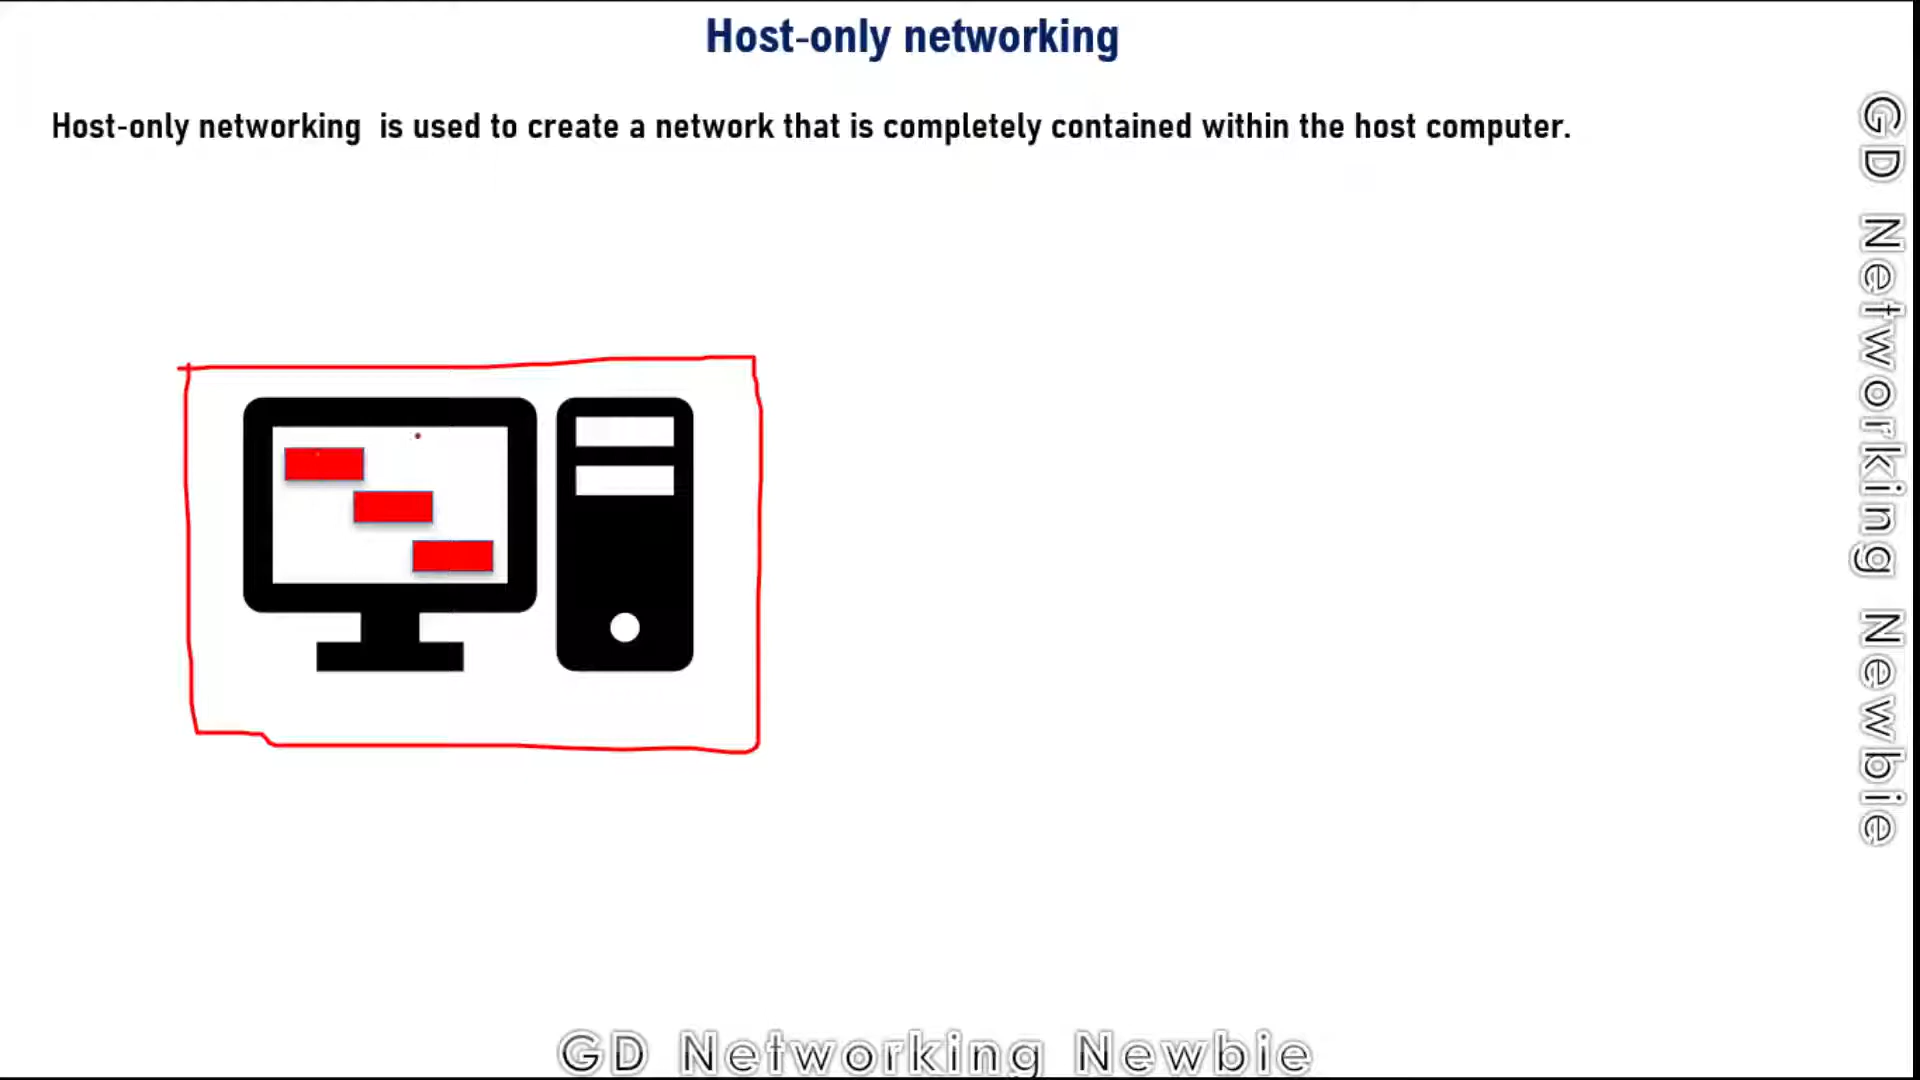 Host-only networking
Host-only networking is used to create a network that is completely contained within the host computer.
GD Networking Newbie
GD Networking Newbie